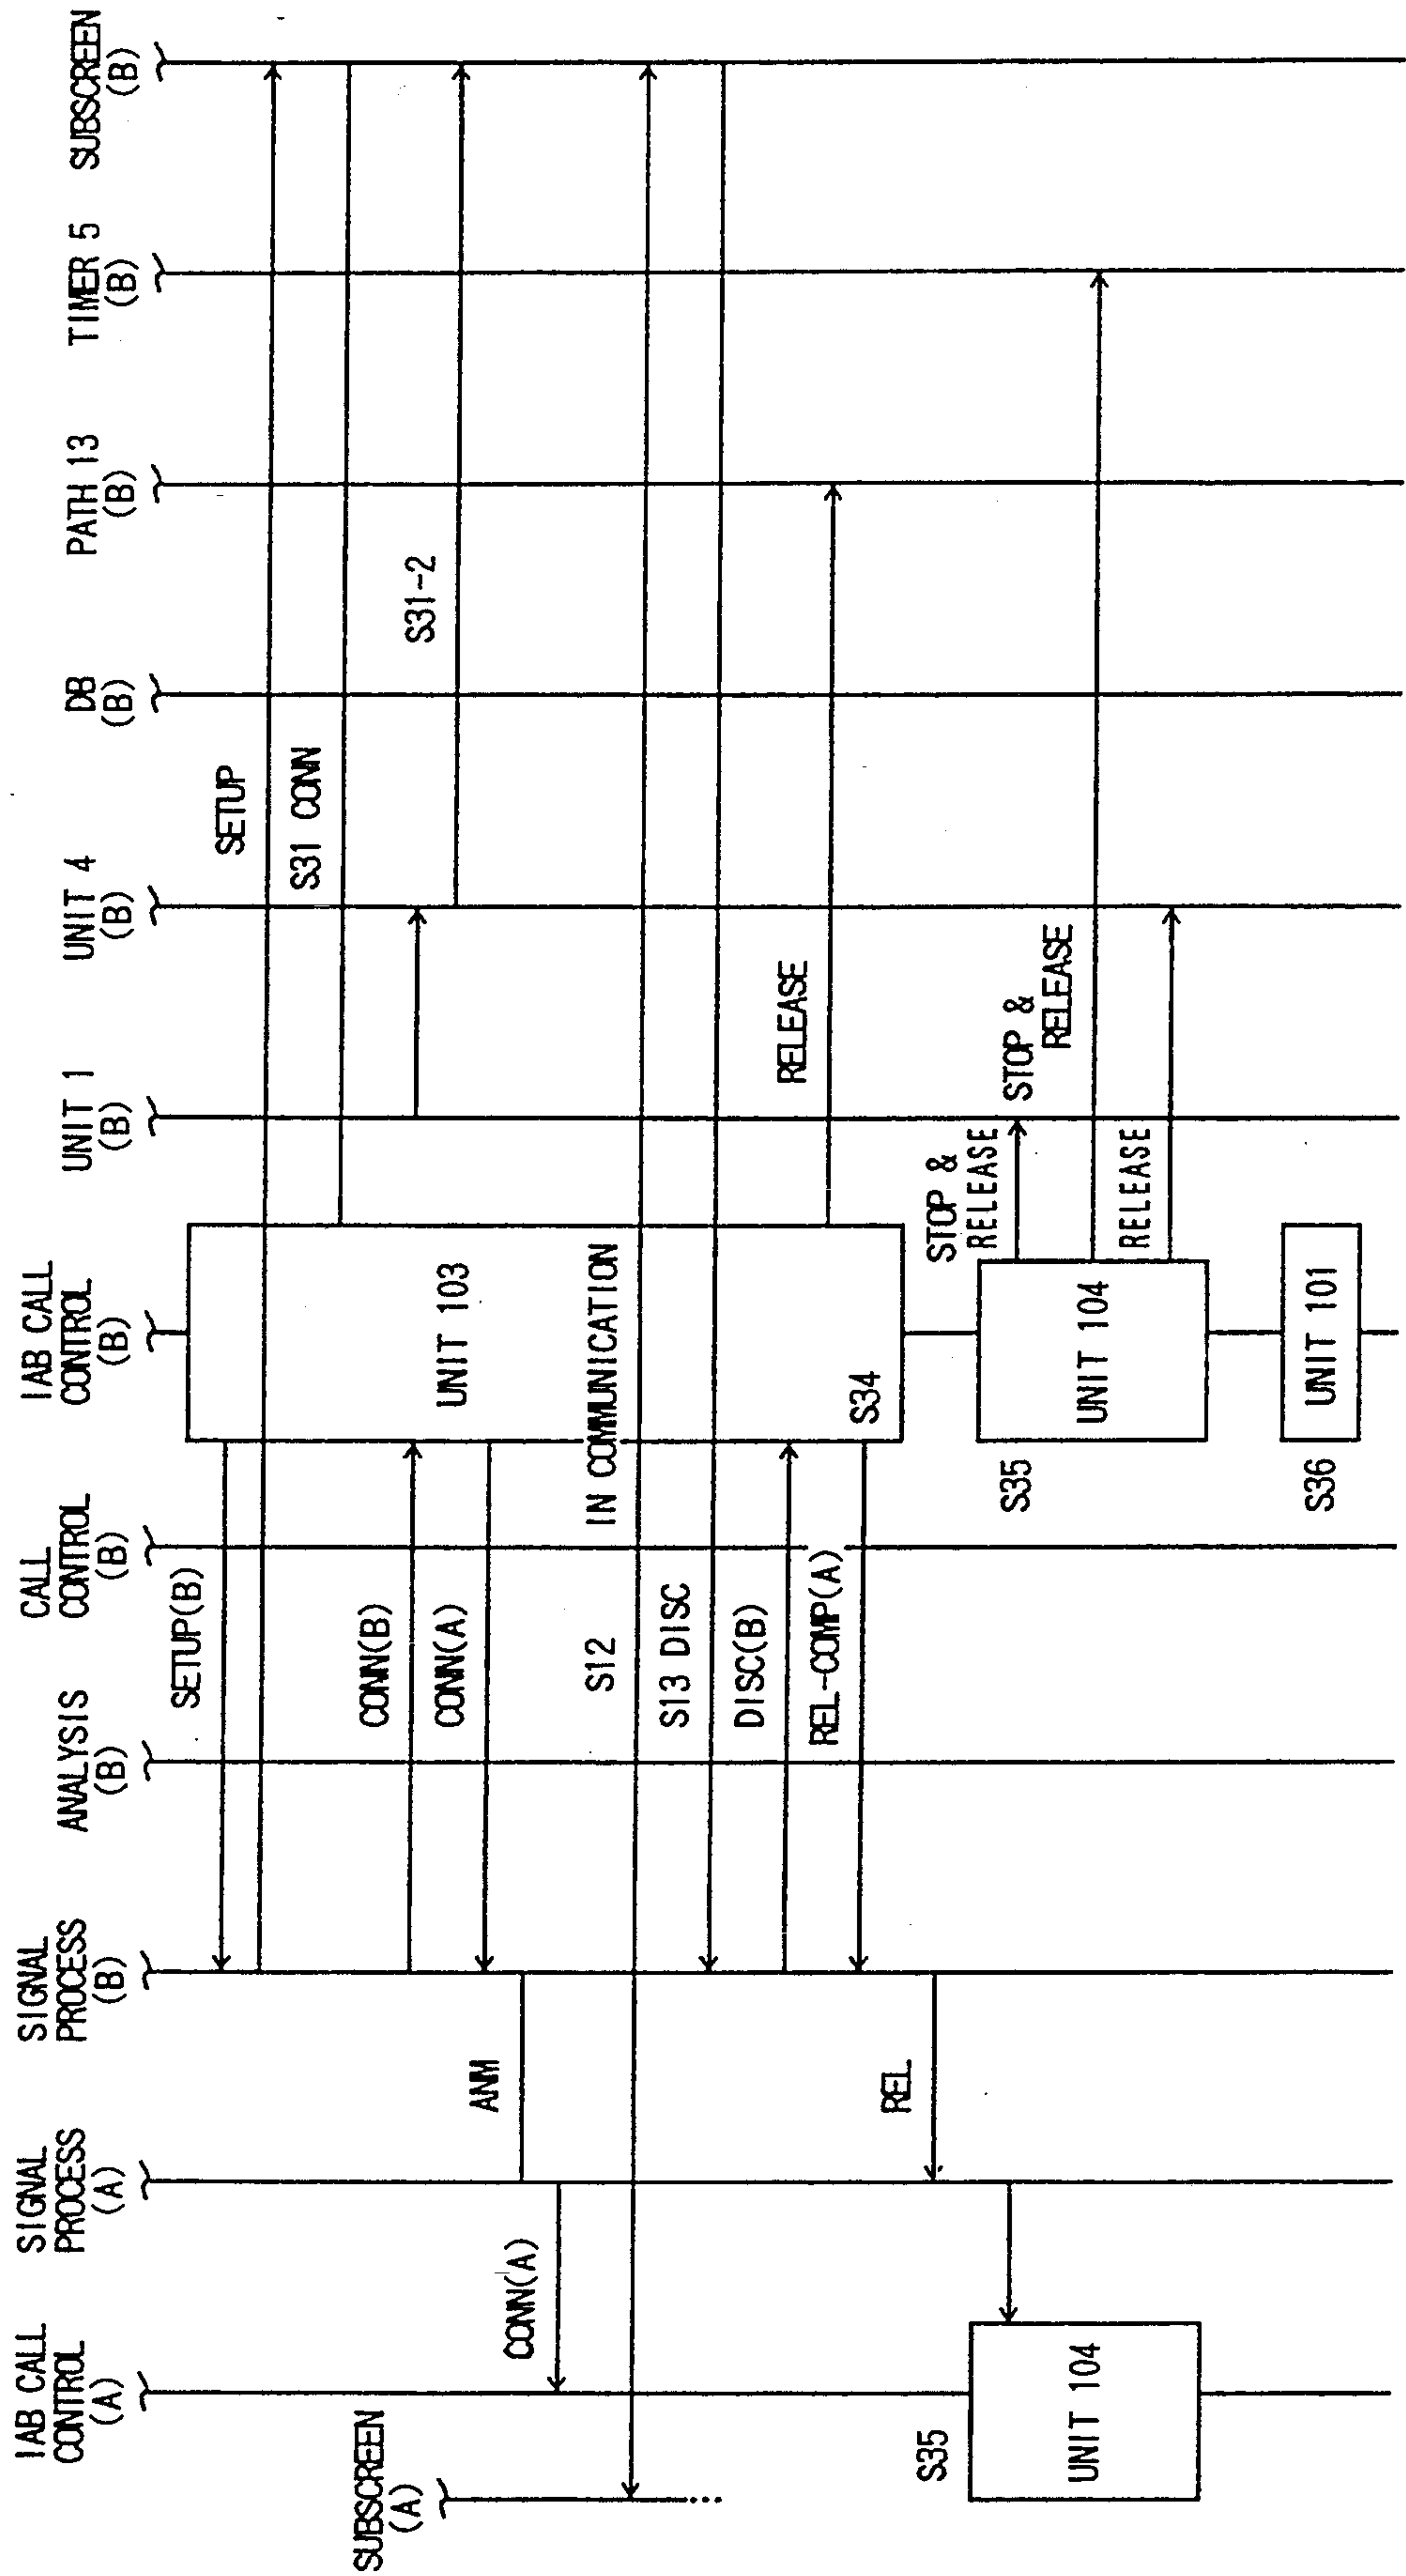 IAB CALL
CONTROL
(A)
SIGNAL
PROCESS
(A)
SIGNAL
PROCESS
(B)
ANALYSIS
(B)
CALL
CONTROL
(B)
IAB CALL
CONTROL
(B)
UNIT 1
(B)
UNIT 4
(B)
DB
(B)
PATH 13
(B)
TIMER 5
(B)
SUBSCREEN
(B)
SETUP(B)
SETUP
S31 CONN
CONN(B)
UNIT 103
S31-2
CONN(A)
ANM
CONN(A)
SUBSCREEN
(A)
S12
IN COMMUNICATION
S13 DISC
DISC(B)
RELEASE
REL-COMP(A)
S34
REL
S35
UNIT 104
S35
UNIT 104
STOP &
RELEASE
STOP &
RELEASE
RELEASE
S36
UNIT 101